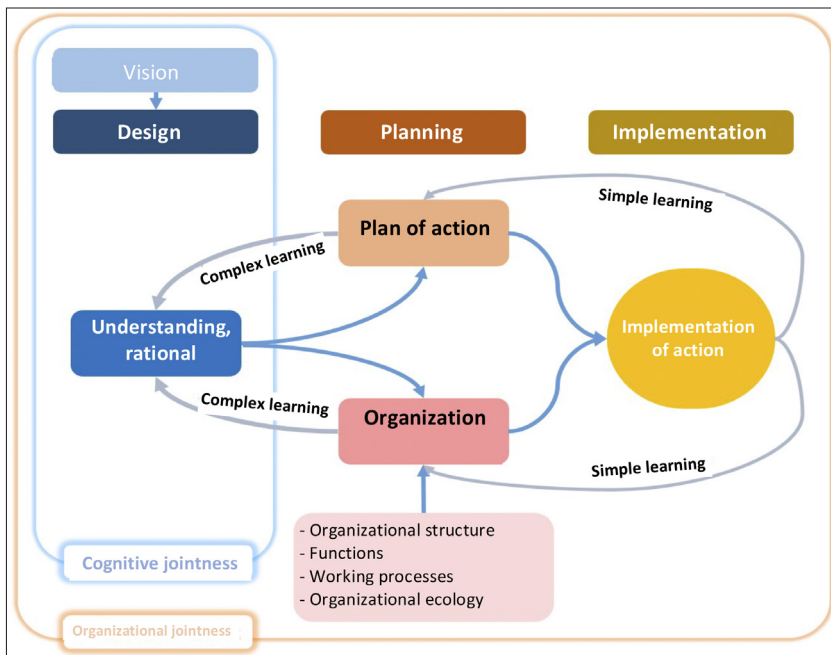 Vision
Design
Planning
Implementation
Simple learning
Plan of action
Complex learning
Understanding,
rational
Implementation
of action
Complex learning
Organization
Simple learning
- Organizational structure
- Functions
- Working processes
- Organizational ecology
Cognitive jointness
Organizational jointness